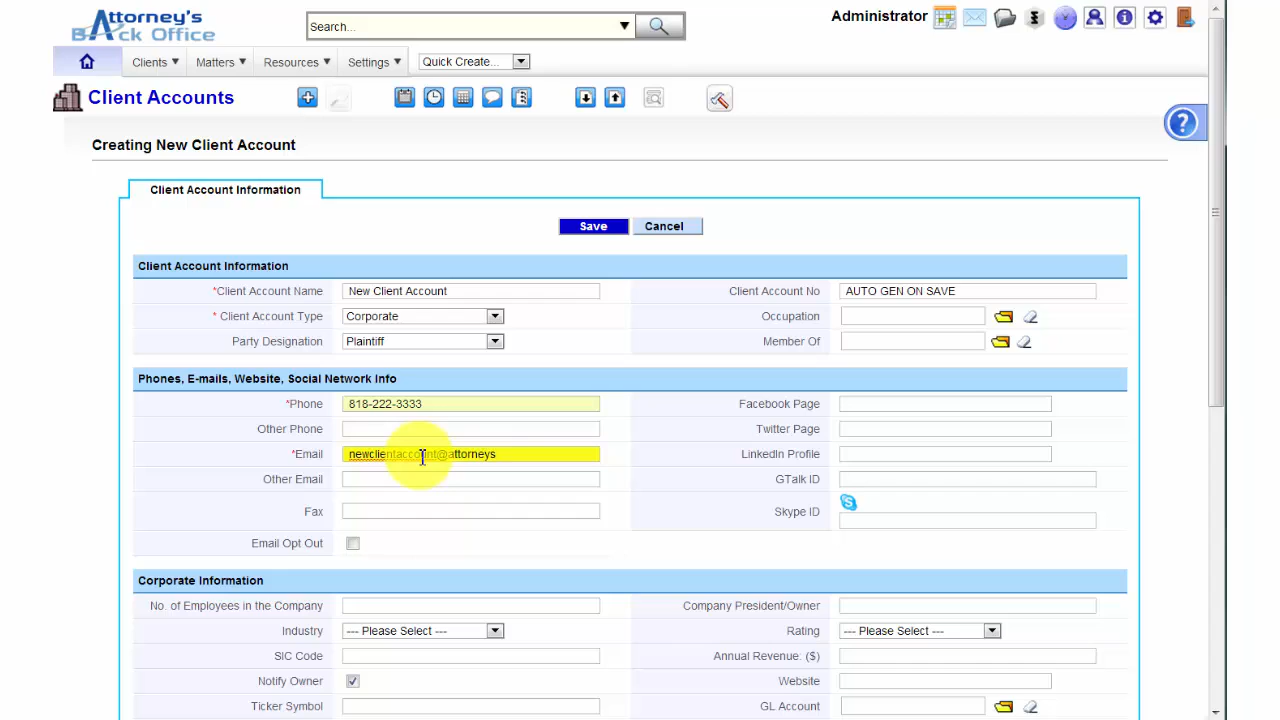 Attorney's
Back Office
Search...
Administrator
Clients
Matters
Resources
Settings
Quick Create...
Client Accounts
Creating New Client Account
Client Account Information
Save
Cancel
Client Account Information
*Client Account Name New Client Account Client Account No AUTO GEN ON SAVE
* Client Account Type Corporate Occupation
Party Designation Plaintiff Member Of
Phones, E-mails, Website, Social Network Info
*Phone 818-222-3333 Facebook Page
Other Phone Twitter Page
*Email newclientaccount@attorneys LinkedIn Profile
Other Email GTalk ID
Fax Skype ID
Email Opt Out
Corporate Information
No. of Employees in the Company Company President/Owner
Industry --- Please Select --- Rating --- Please Select ---
SIC Code Annual Revenue: ($)
Notify Owner Website
Ticker Symbol GL Account